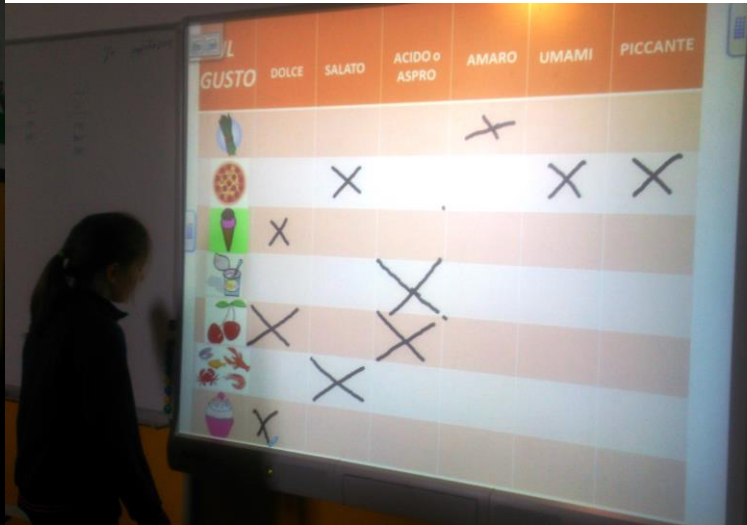 IL
GUSTO
DOLCE
SALATO
ACIDO o
ASPRO
AMARO
UMAMI
PICCANTE